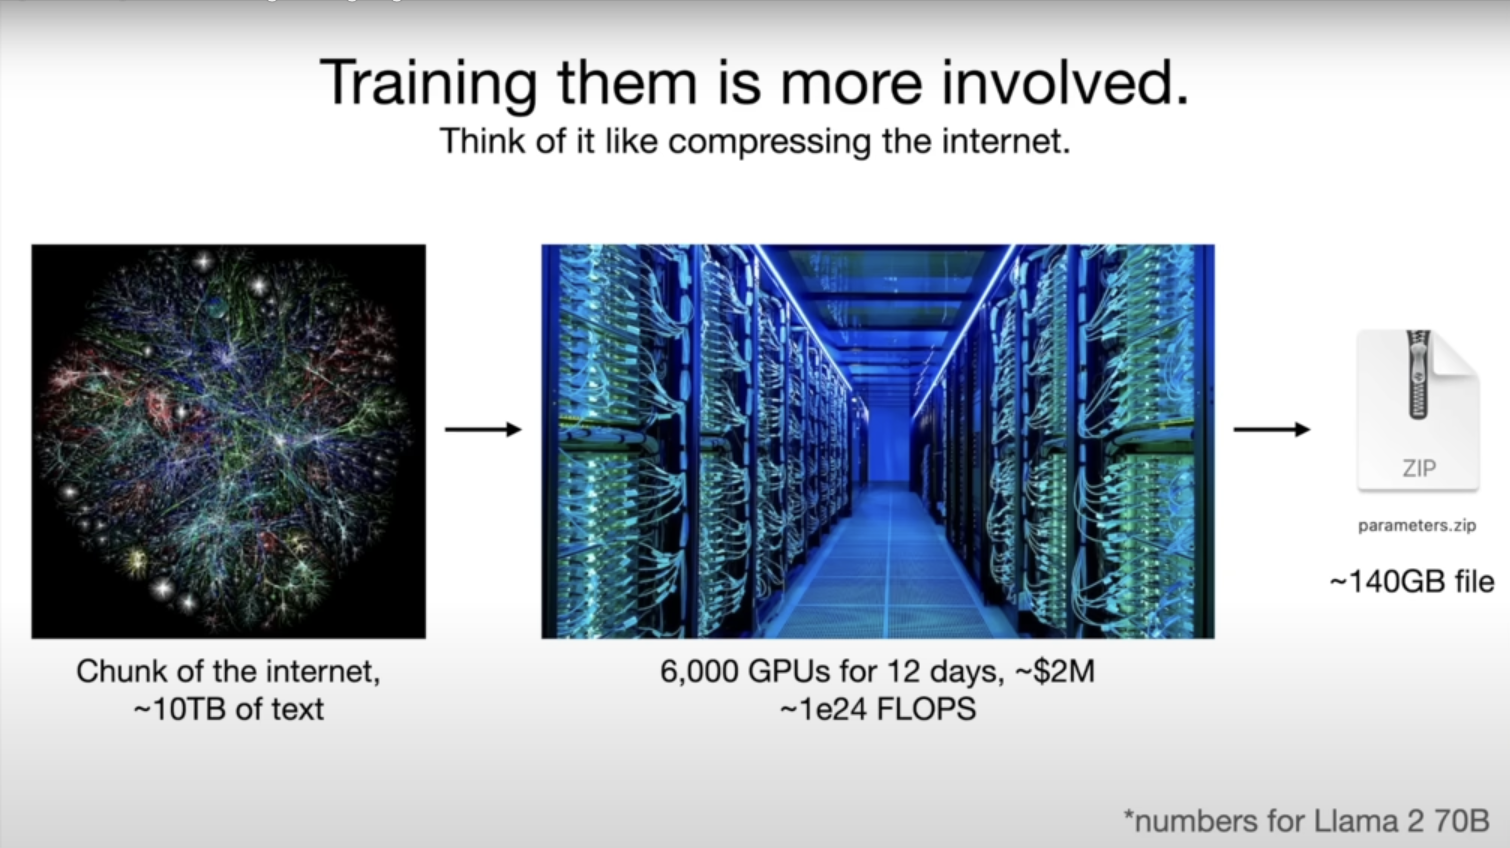 Training them is more involved.
Think of it like compressing the internet.
ZIP
parameters.zip
~140GB file
Chunk of the internet,
~10TB of text
6,000 GPUs for 12 days, ~$2M
~1e24 FLOPS
*numbers for Llama 2 70B